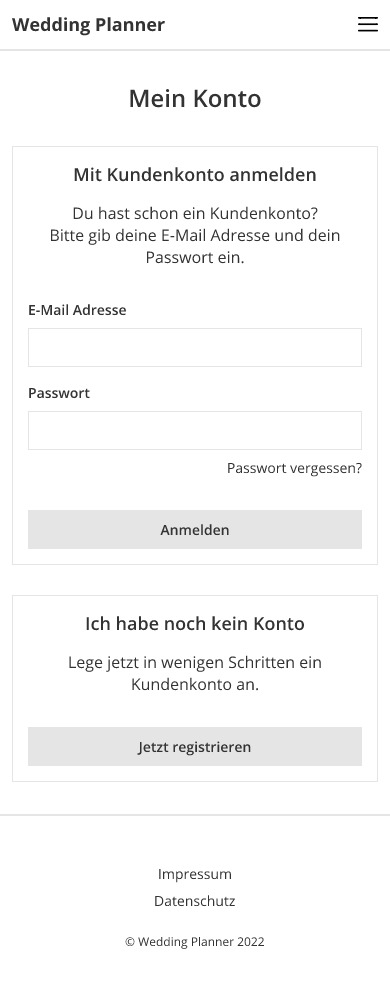 Wedding Planner
Mein Konto
Mit Kundenkonto anmelden
Du hast schon ein Kundenkonto?
Bitte gib deine E-Mail Adresse und dein
Passwort ein.
E-Mail Adresse
Passwort
Passwort vergessen?
Anmelden
Ich habe noch kein Konto
Lege jetzt in wenigen Schritten ein
Kundenkonto an.
Jetzt registrieren
Impressum
Datenschutz
© Wedding Planner 2022